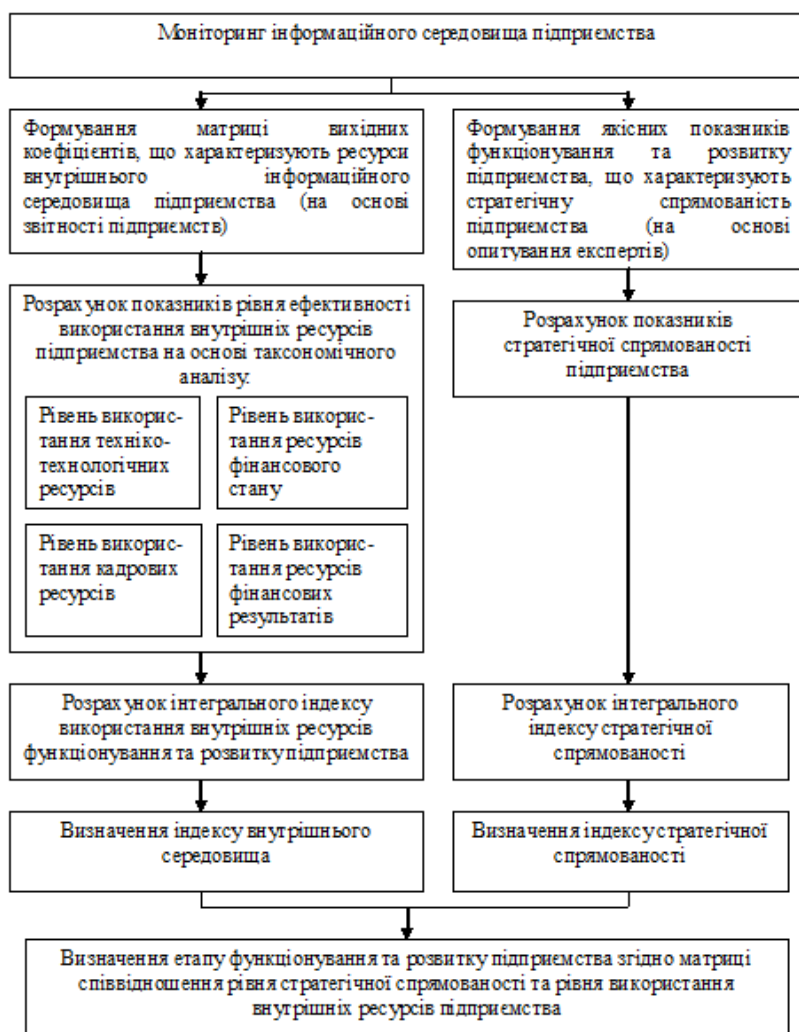 Моніторинг інформаційного середовища підприємства
Формування матриці вихідних
коефіцієнтів, що характеризують ресурси
внутрішнього інформаційного
середовища підприємства (на основі
звітності підприємств)
Формування якісних показників
функціонування та розвитку
підприємства, що характеризують
стратегічну спрямованість
підприємства (на основі
опитування експертів)
Розрахунок показників рівня ефективності
використання внутрішніх ресурсів
підприємства на основі таксономічного
аналізу:
Рівень викорис-
тання техніко-
технологічних
ресурсів
Рівень викорис-
тання ресурсів
фінансового
стану
Рівень викорис-
тання кадрових
ресурсів
Рівень викорис-
тання ресурсів
фінансових
результатів
Розрахунок показників
стратегічної спрямованості
підприємства
Розрахунок інтегрального індексу
використання внутрішніх ресурсів
функціонування та розвитку підприємства
Розрахунок інтегрального
індексу стратегічної
спрямованості
Визначення індексу внутрішнього
середовища
Визначення індексу стратегічної
спрямованості
Визначення етапу функціонування та розвитку підприємства згідно матриці
співвідношення рівня стратегічної спрямованості та рівня використання
внутрішніх ресурсів підприємства